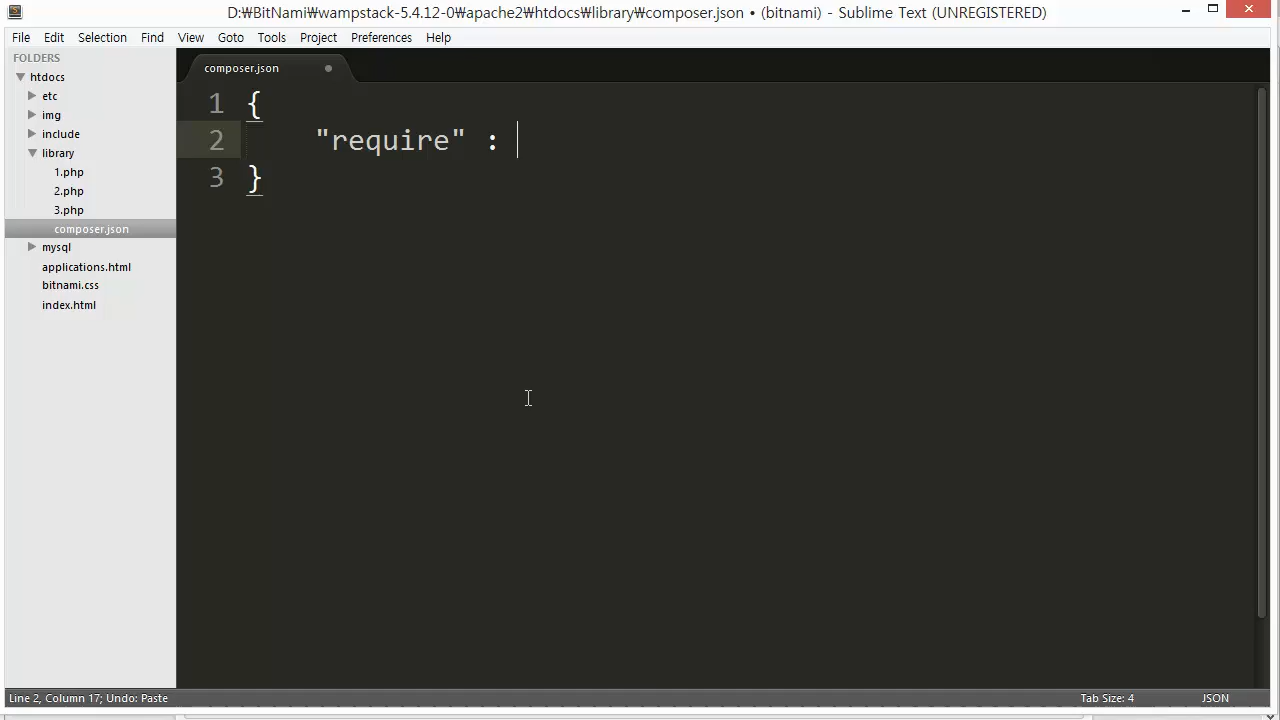 D:₩BitNami₩wampstack-5.4.12-0₩apache2₩htdocs₩library₩composer.json • (bitnami) - Sublime Text (UNREGISTERED)
File Edit Selection Find View Goto Tools Project Preferences Help
FOLDERS
htdocs
etc
img
include
library
1.php
2.php
3.php
composer.json
mysql
applications.html
bitnami.css
index.html
composer.json
1 {
2 "require" :
3 }
Line 2, Column 17; Undo: Paste
Tab Size: 4
JSON